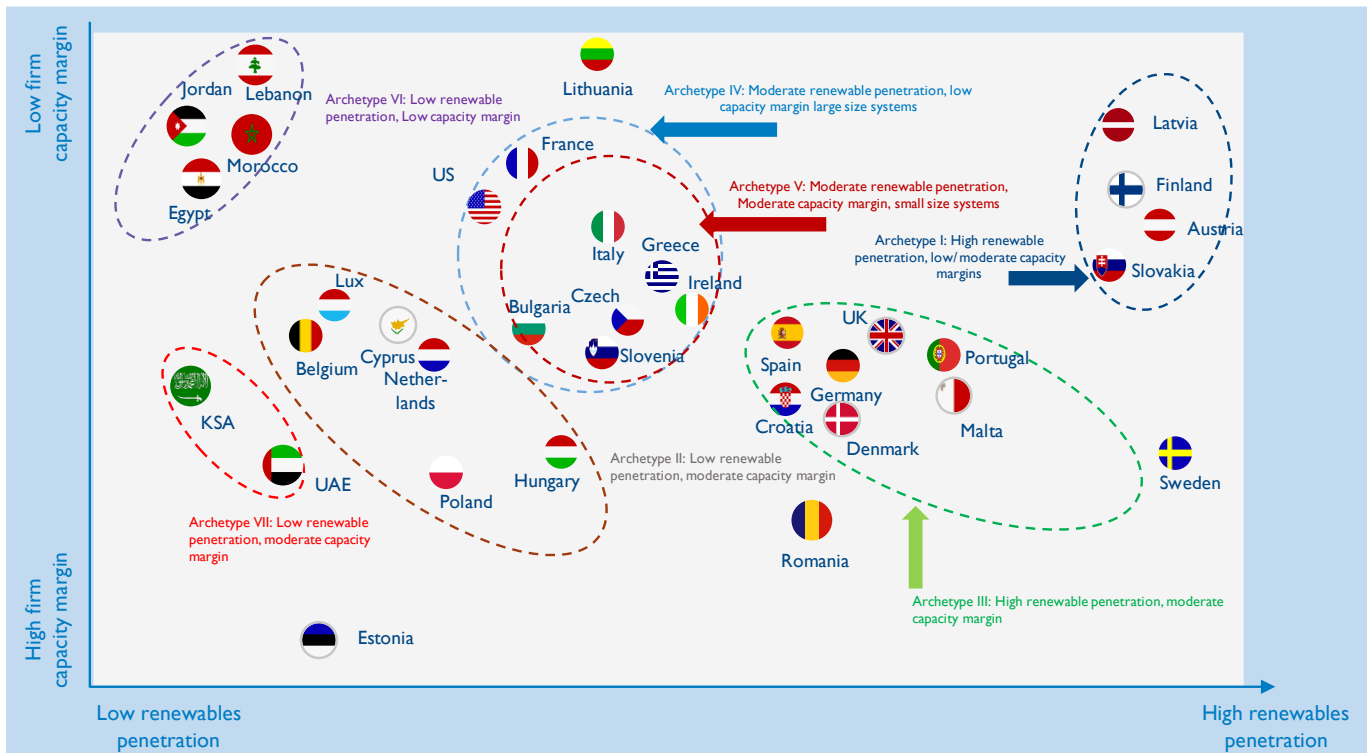 Low firm
capacity margin
High firm
capacity margin
Jordan
Lebanon
Morocco
Egypt
Archetype VI: Low renewable
penetration, Low capacity margin
Lithuania
Archetype IV: Moderate renewable penetration, low
capacity margin large size systems
France
US
Archetype V: Moderate renewable penetration,
Moderate capacity margin, small size systems
Italy
Greece
Ireland
Czech
Bulgaria
Slovenia
Latvia
Finland
Austria
Slovakia
Archetype I: High renewable
penetration, low/ moderate capacity
margins
Lux
Belgium
Cyprus
Nether-
lands
Poland
Hungary
Archetype II: Low renewable
penetration, moderate capacity margin
KSA
UAE
Archetype VII: Low renewable
penetration, moderate capacity
margin
UK
Spain
Portugal
Germany
Croatia
Denmark
Malta
Sweden
Romania
Archetype III: High renewable penetration, moderate
capacity margin
Estonia
Low renewables
penetration
High renewables
penetration